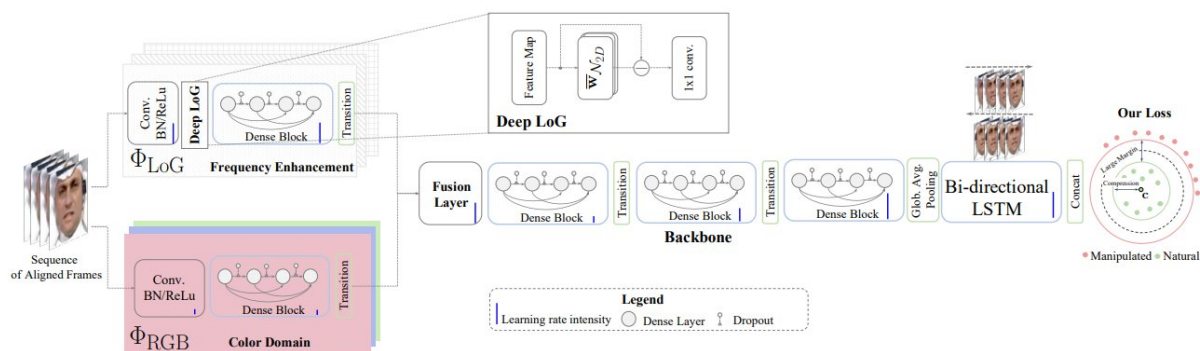 Sequence
of Aligned Frames
Conv.
BN/ReLu
Deep LoG
Dense Block
Transition
Φ_LoG
Frequency Enhancement
Conv.
BN/ReLu
Dense Block
Transition
Φ_RGB
Color Domain
Feature Map
w̅ 𝒩_2D
1x1 conv.
Deep LoG
Fusion
Layer
Dense Block
Transition
Dense Block
Transition
Dense Block
Glob. Avg.
Pooling
Backbone
Bi-directional
LSTM
Concat
Our Loss
Large Margin
Compression
C
Manipulated
Natural
Legend
Learning rate intensity
Dense Layer
Dropout